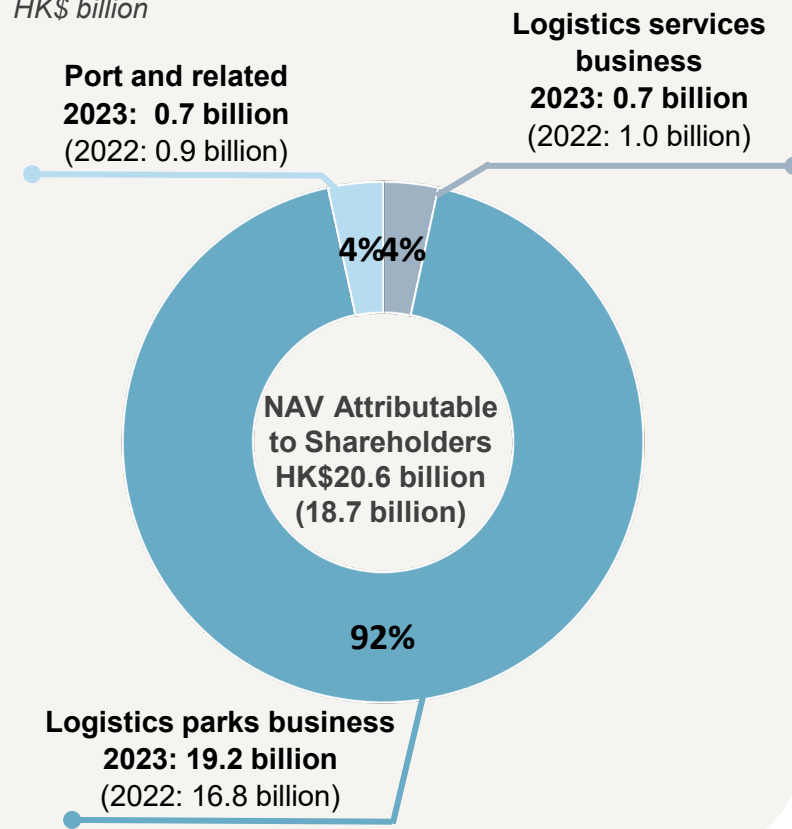 HK$ billion
Port and related
2023:  0.7 billion
(2022: 0.9 billion)
Logistics services
business
2023: 0.7 billion
(2022: 1.0 billion)
4%
4%
NAV Attributable
to Shareholders
HK$20.6 billion
(18.7 billion)
92%
Logistics parks business
2023: 19.2 billion
(2022: 16.8 billion)